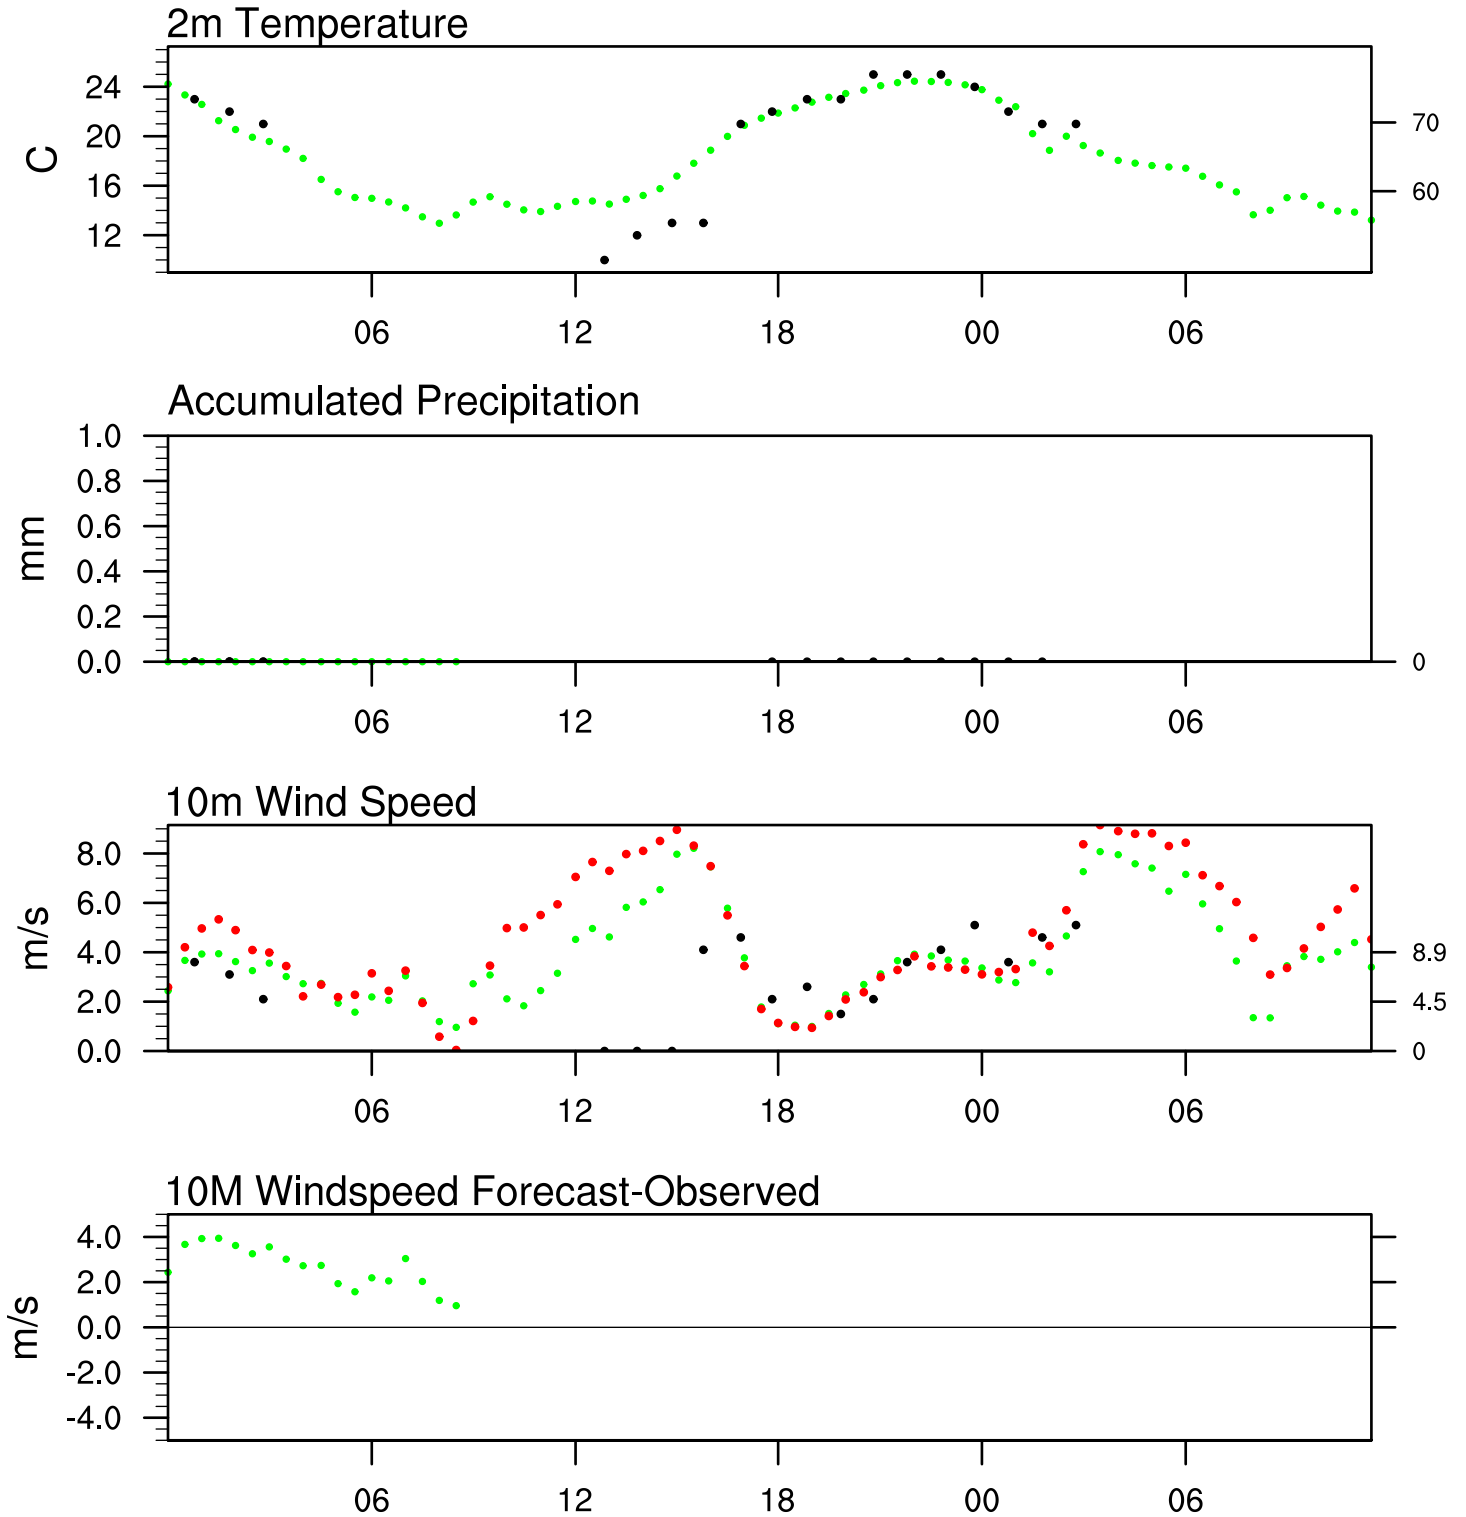 2m Temperature
24
20
16
12
C
70
60
06 12 18 00 06
Accumulated Precipitation
1.0
0.8
0.6
0.4
0.2
0.0
mm
0
06 12 18 00 06
10m Wind Speed
8.0
6.0
4.0
2.0
0.0
m/s
8.9
4.5
0
06 12 18 00 06
10M Windspeed Forecast-Observed
4.0
2.0
0.0
-2.0
-4.0
m/s
06 12 18 00 06